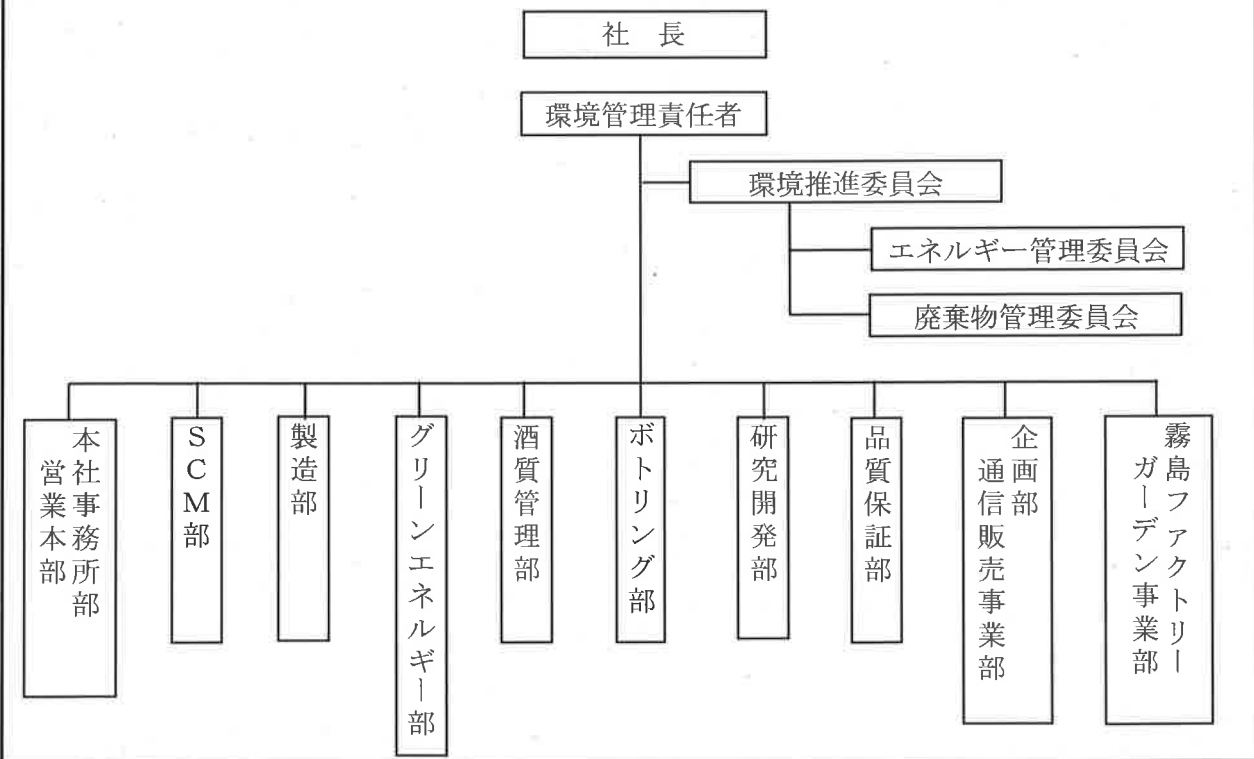 社　長
環境管理責任者
環境推進委員会
エネルギー管理委員会
廃棄物管理委員会
本社事務所部
営業本部
SCM部
製造部
グリーンエネルギー部
酒質管理部
ボトリング部
研究開発部
品質保証部
企画部
通信販売事業部
霧島ファクトリー
ガーデン事業部